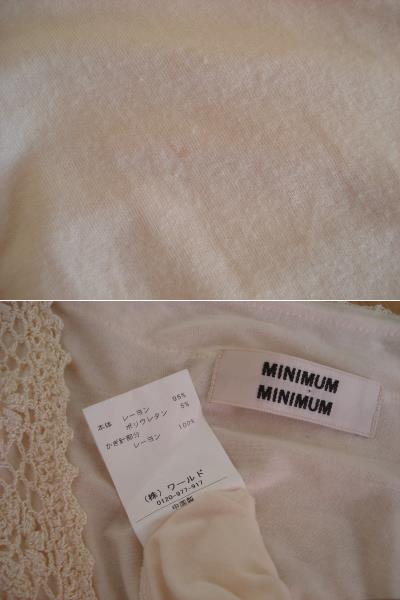 MINIMUM
MINIMUM
本体 レーヨン 95%
ポリウレタン 5%
かぎ針部分
レーヨン 100%
(株) ワールド
0120-977-917
中国製